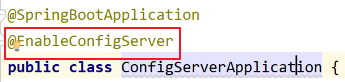 @SpringBootApplication
@EnableConfigServer
public class ConfigServerApplication {